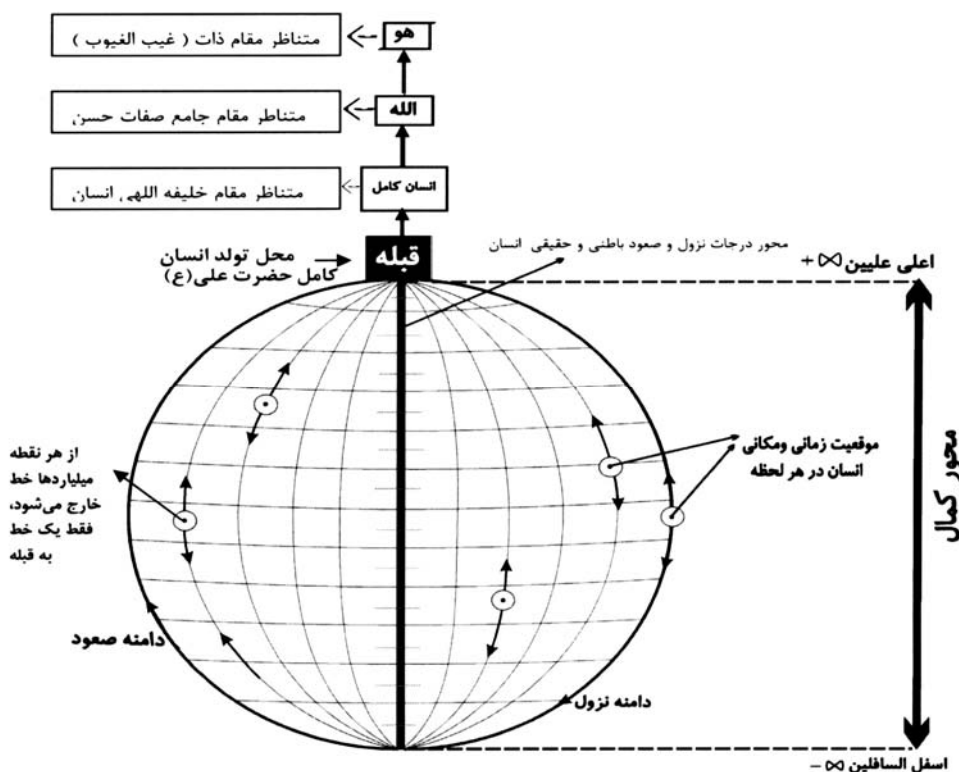 هو
متناظر مقام ذات ( غیب الغیوب )
الله
متناطر مقام جامع صفات حسن
انسان کامل
متناظر مقام خلیفه اللهی انسان
قبله
محل تولد انسان
کامل حضرت علی(ع)
محور درجات نزول و صعود باطنی و حقیقی انسان
اعلی علیین ∞ +
موقعیت زمانی ومکانی
انسان در هر لحظه
محور کمال
از هر نقطه
میلیاردها خط
خارج می‌شود،
فقط یک خط
به قبله
دامنه صعود
دامنه نزول
اسفل السافلین ∞ −